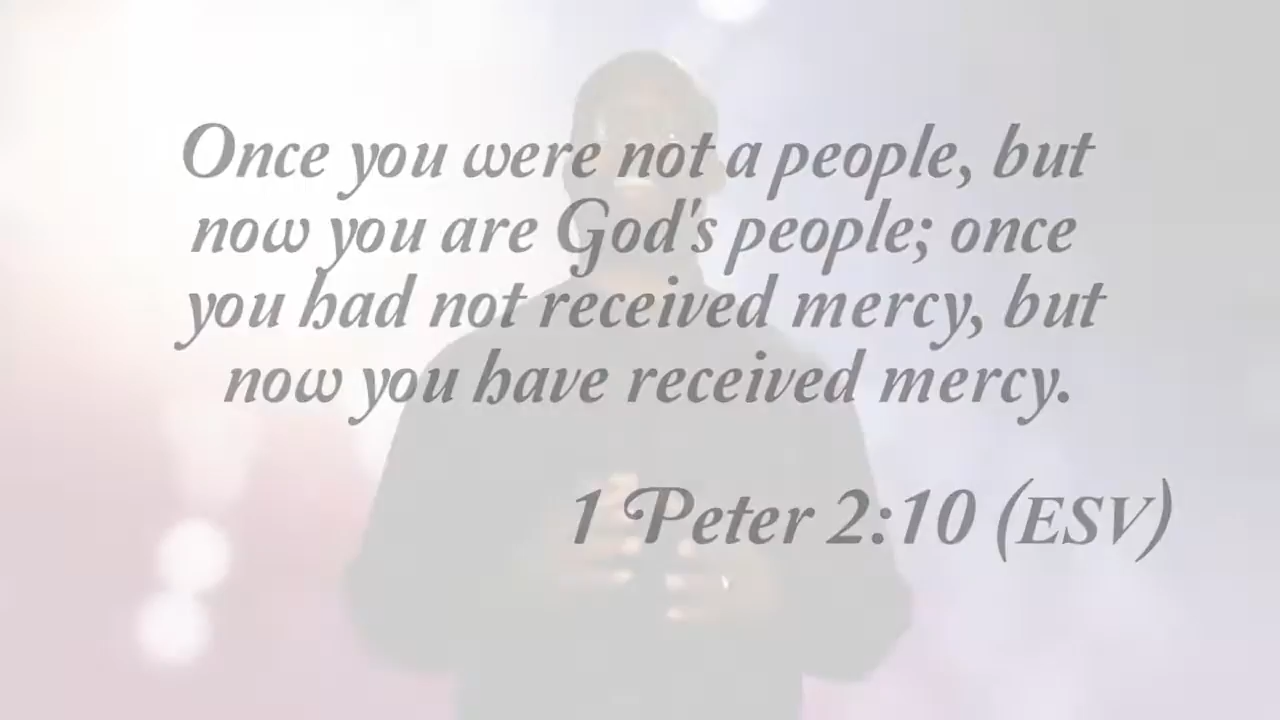 Once you were not a people, but
now you are God's people; once
you had not received mercy, but
now you have received mercy.
1 Peter 2:10 (ESV)